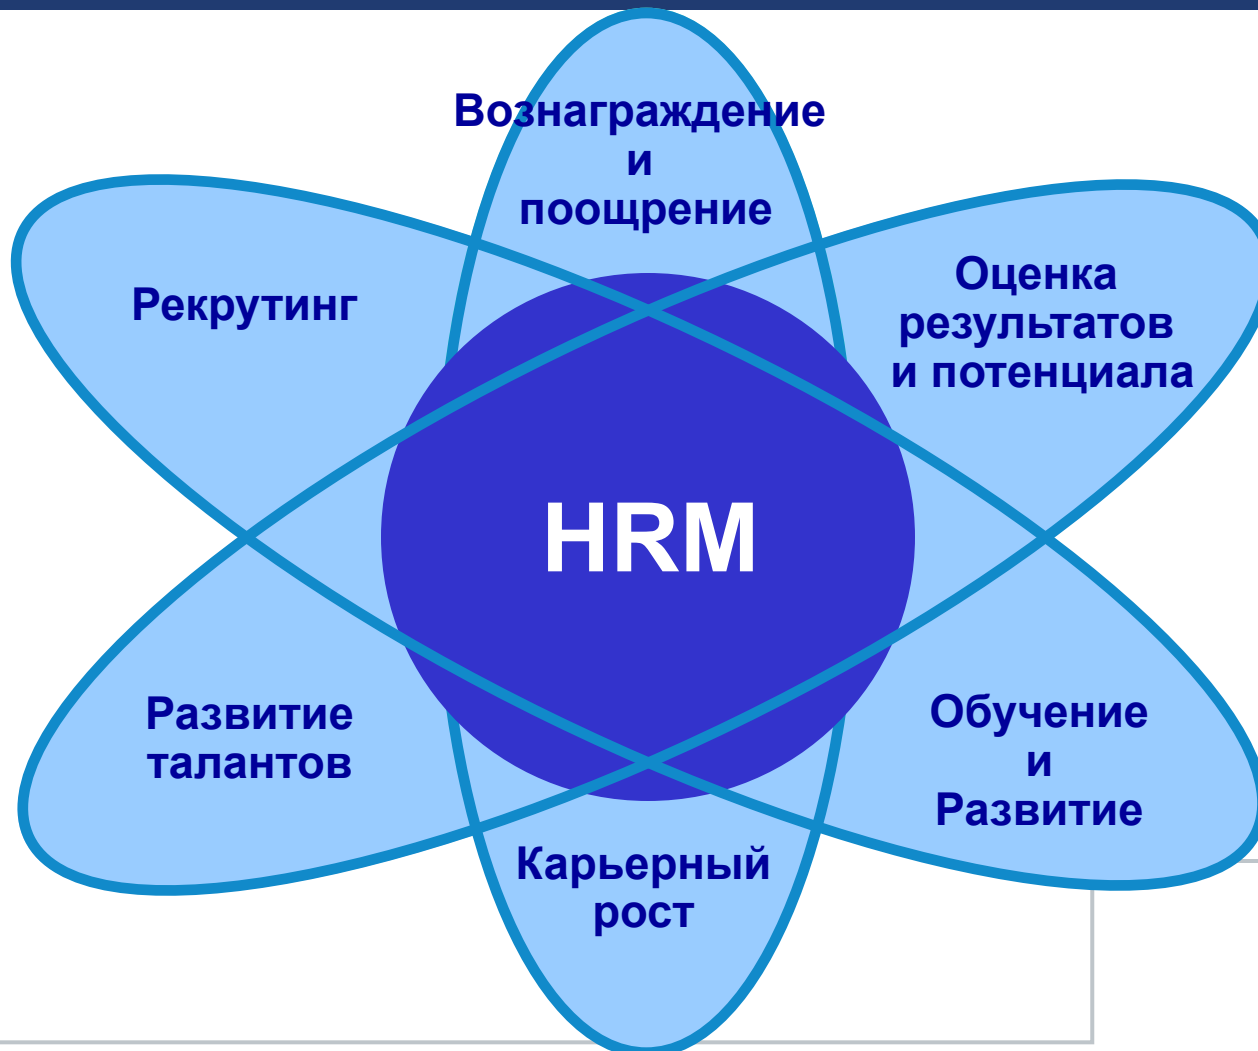 Вознаграждение
и
поощрение
Рекрутинг
Оценка
результатов
и потенциала
HRM
Развитие
талантов
Обучение
и
Развитие
Карьерный
рост